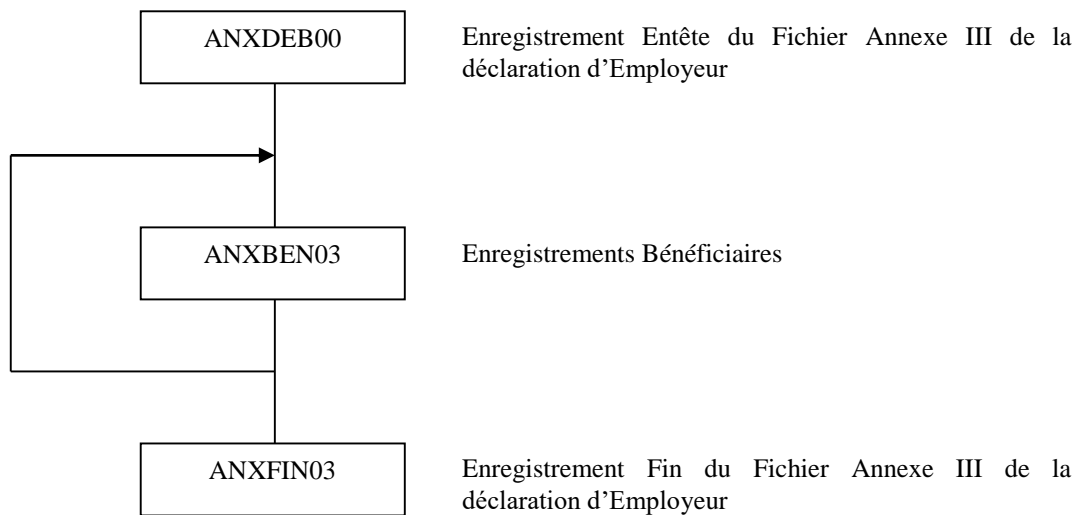 ANXDEB00
Enregistrement Entête du Fichier Annexe III de la
déclaration d’Employeur
ANXBEN03
Enregistrements Bénéficiaires
ANXFIN03
Enregistrement Fin du Fichier Annexe III de la
déclaration d’Employeur